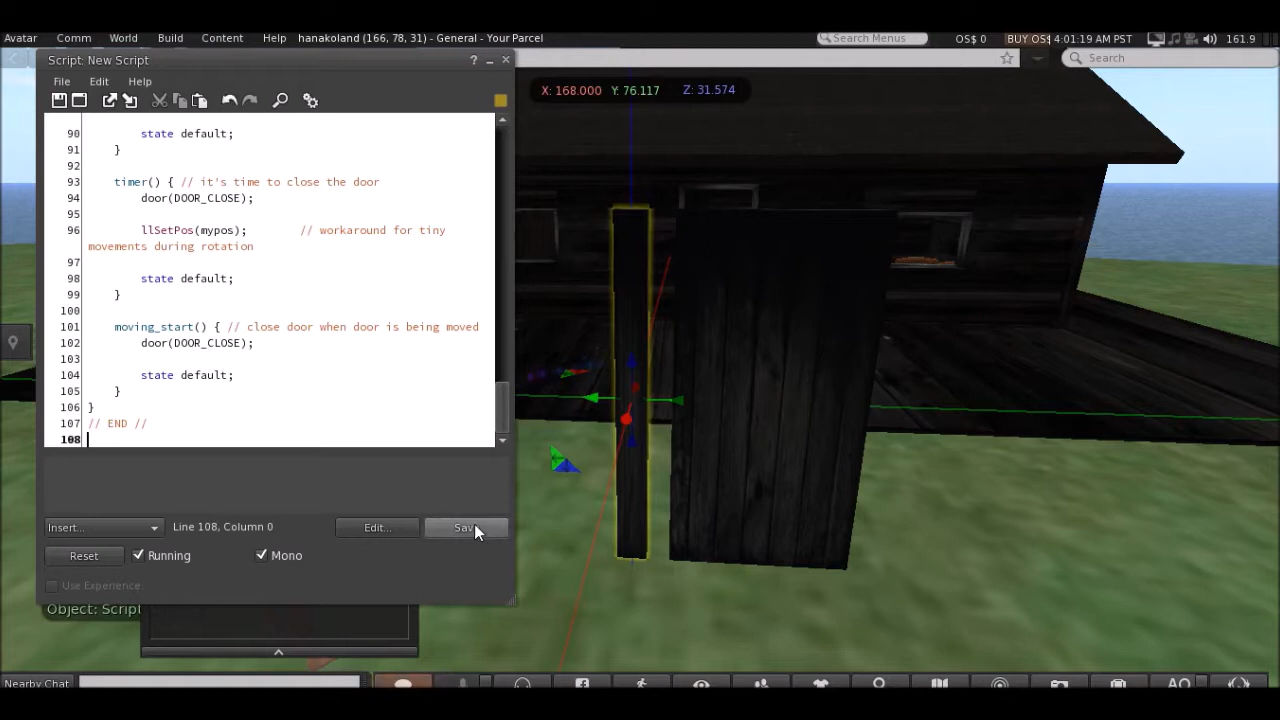 Avatar Comm World Build Content Help hanakoland (166, 78, 31) - General - Your Parcel Search Menus OS$ 0 BUY OS$ 4:01:19 AM PST 161.9
Script: New Script ? _ ×
Search
File Edit Help
X: 168.000 Y: 76.117 Z: 31.574
90 state default;
91 }
92
93 timer() { // it's time to close the door
94 door(DOOR_CLOSE);
95
96 llSetPos(mypos); // workaround for tiny
movements during rotation
97
98 state default;
99 }
100
101 moving_start() { // close door when door is being moved
102 door(DOOR_CLOSE);
103
104 state default;
105 }
106 }
107 // END //
108
Insert... Line 108, Column 0 Edit... Save
Reset Running Mono
Use Experience
Object: Script
Nearby Chat AO